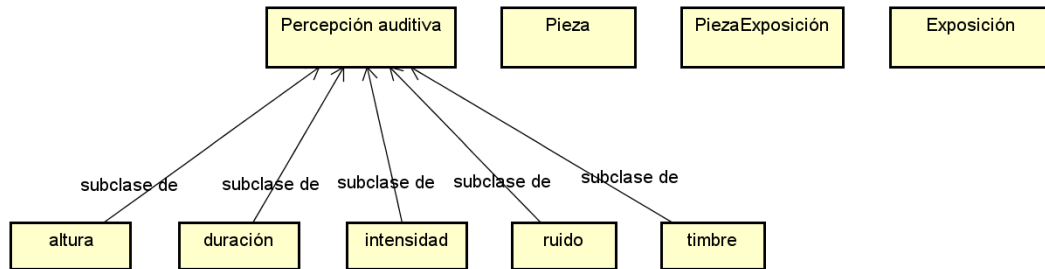 Percepción auditiva
Pieza
PiezaExposición
Exposición
subclase de
subclase de
subclase de
subclase de
subclase de
altura
duración
intensidad
ruido
timbre